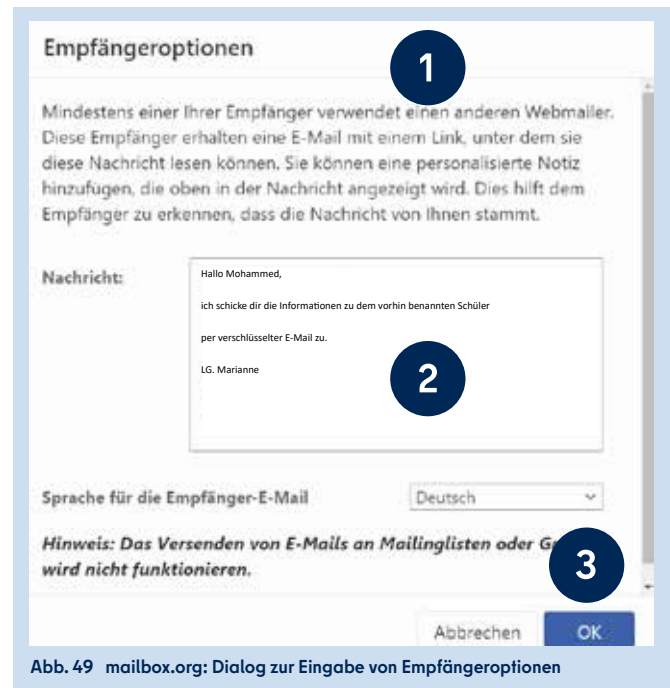 Empfängeroptionen
1
Mindestens einer Ihrer Empfänger verwendet einen anderen Webmailer.
Diese Empfänger erhalten eine E-Mail mit einem Link, unter dem sie
diese Nachricht lesen können. Sie können eine personalisierte Notiz
hinzufügen, die oben in der Nachricht angezeigt wird. Dies hilft dem
Empfänger zu erkennen, dass die Nachricht von Ihnen stammt.
Nachricht:
Hallo Mohammed,
ich schicke dir die Informationen zu dem vorhin benannten Schüler
per verschlüsselter E-Mail zu.
LG. Marianne
2
Sprache für die Empfänger-E-Mail Deutsch
Hinweis: Das Versenden von E-Mails an Mailinglisten oder
wird nicht funktionieren.
3
Abbrechen OK
Abb. 49 mailbox.org: Dialog zur Eingabe von Empfängeroptionen